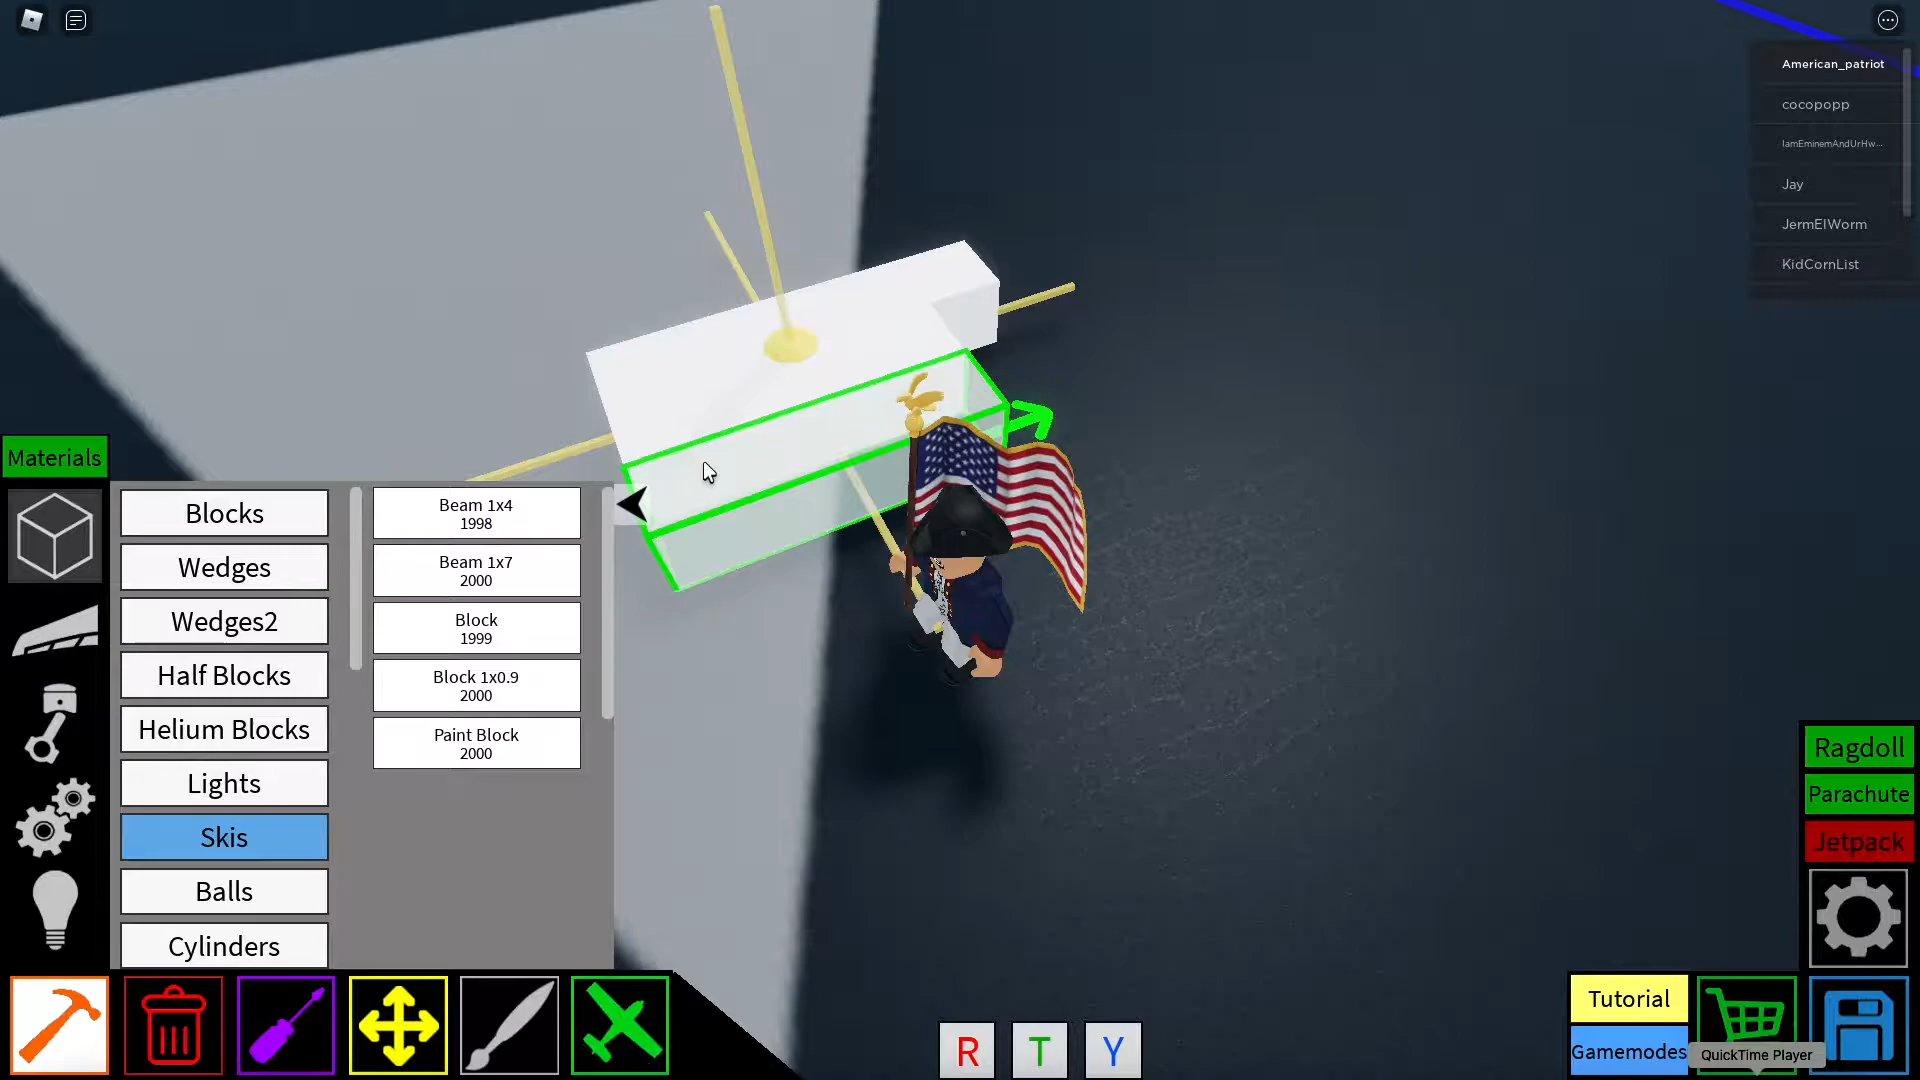 American_patriot
cocopopp
IamEminemAndUrHw...
Jay
JermElWorm
KidCornList
Materials
Blocks
Wedges
Wedges2
Half Blocks
Helium Blocks
Lights
Skis
Balls
Cylinders
Beam 1x4
1998
Beam 1x7
2000
Block
1999
Block 1x0.9
2000
Paint Block
2000
Ragdoll
Parachute
Jetpack
Tutorial
Gamemodes
QuickTime Player
R T Y